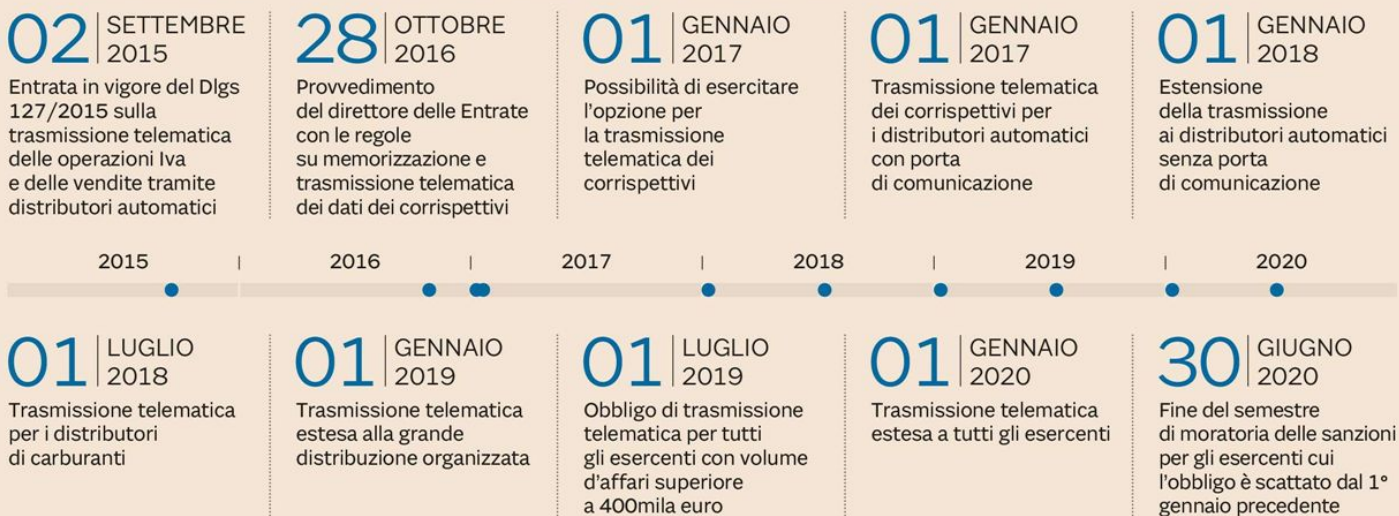 02 SETTEMBRE
2015
Entrata in vigore del Dlgs
127/2015 sulla
trasmissione telematica
delle operazioni Iva
e delle vendite tramite
distributori automatici
28 OTTOBRE
2016
Provvedimento
del direttore delle Entrate
con le regole
su memorizzazione e
trasmissione telematica
dei dati dei corrispettivi
01 GENNAIO
2017
Possibilità di esercitare
l'opzione per
la trasmissione
telematica dei
corrispettivi
01 GENNAIO
2017
Trasmissione telematica
dei corrispettivi per
i distributori automatici
con porta
di comunicazione
01 GENNAIO
2018
Estensione
della trasmissione
ai distributori automatici
senza porta
di comunicazione
2015 2016 2017 2018 2019 2020
01 LUGLIO
2018
Trasmissione telematica
per i distributori
di carburanti
01 GENNAIO
2019
Trasmissione telematica
estesa alla grande
distribuzione organizzata
01 LUGLIO
2019
Obbligo di trasmissione
telematica per tutti
gli esercenti con volume
d'affari superiore
a 400mila euro
01 GENNAIO
2020
Trasmissione telematica
estesa a tutti gli esercenti
30 GIUGNO
2020
Fine del semestre
di moratoria delle sanzioni
per gli esercenti cui
l'obbligo è scattato dal 1°
gennaio precedente